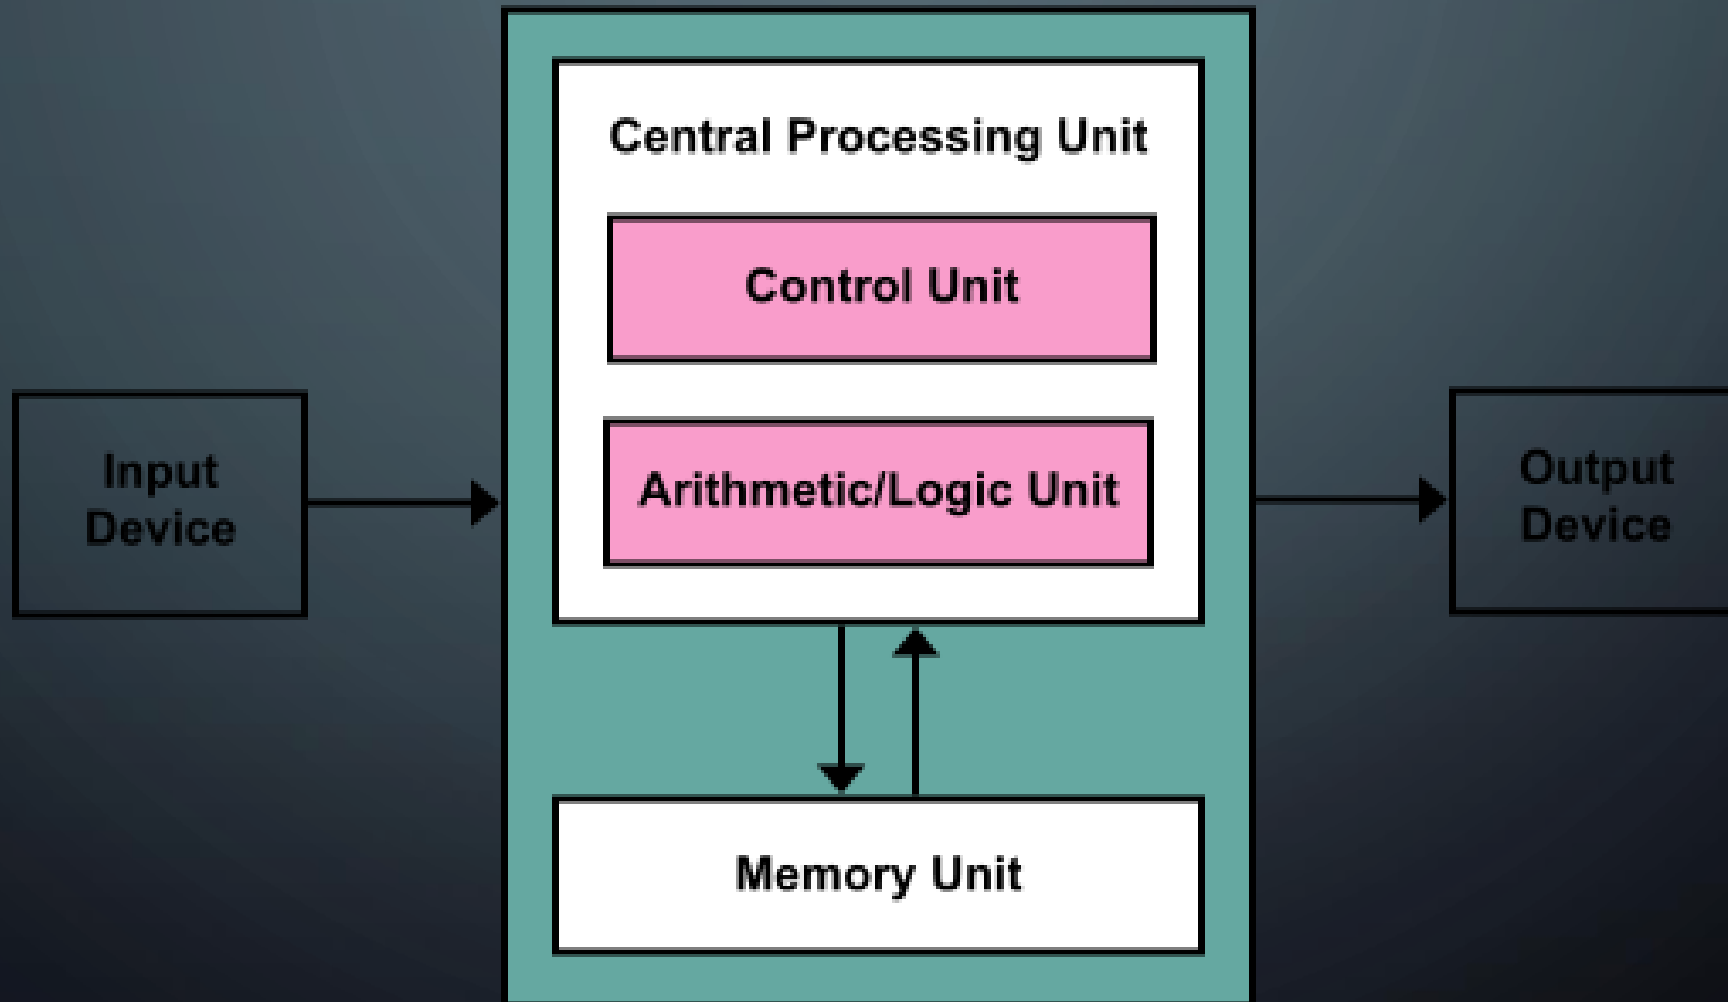 Central Processing Unit
Control Unit
Arithmetic/Logic Unit
Input
Device
Output
Device
Memory Unit